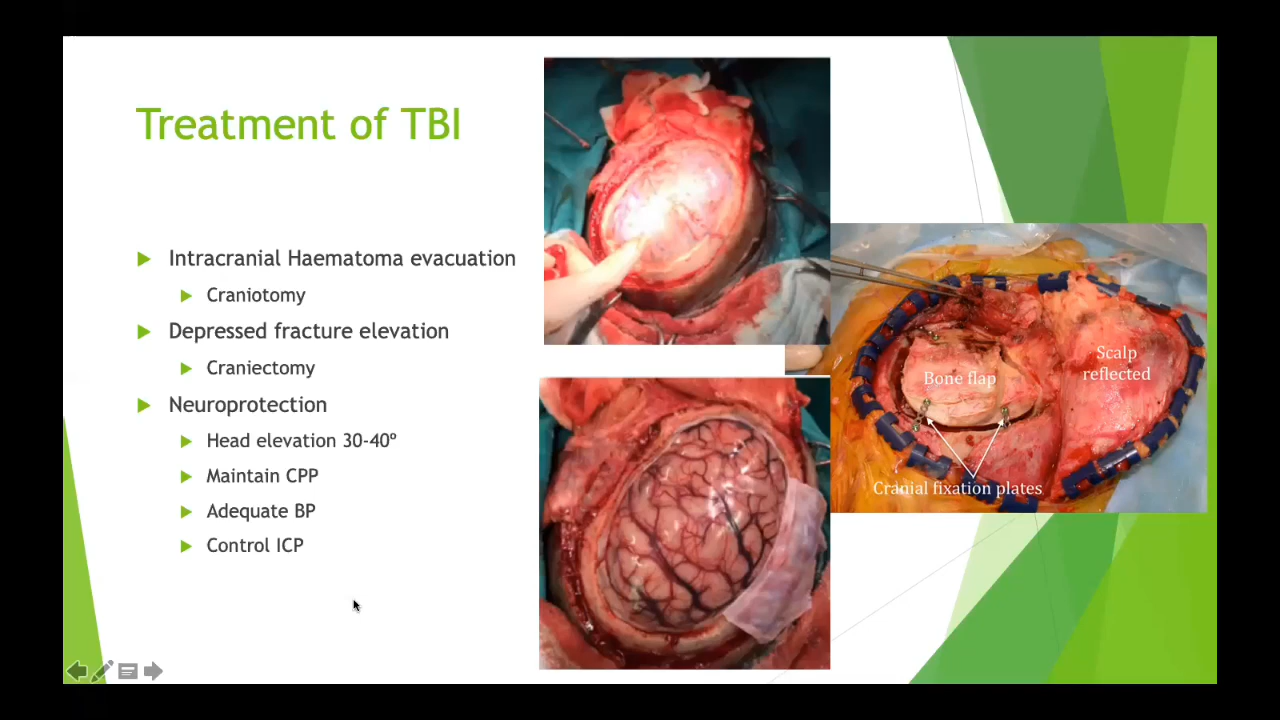 Treatment of TBI
Intracranial Haematoma evacuation
Craniotomy
Depressed fracture elevation
Craniectomy
Neuroprotection
Head elevation 30-40º
Maintain CPP
Adequate BP
Control ICP
Scalp
reflected
Bone flap
Cranial fixation plates